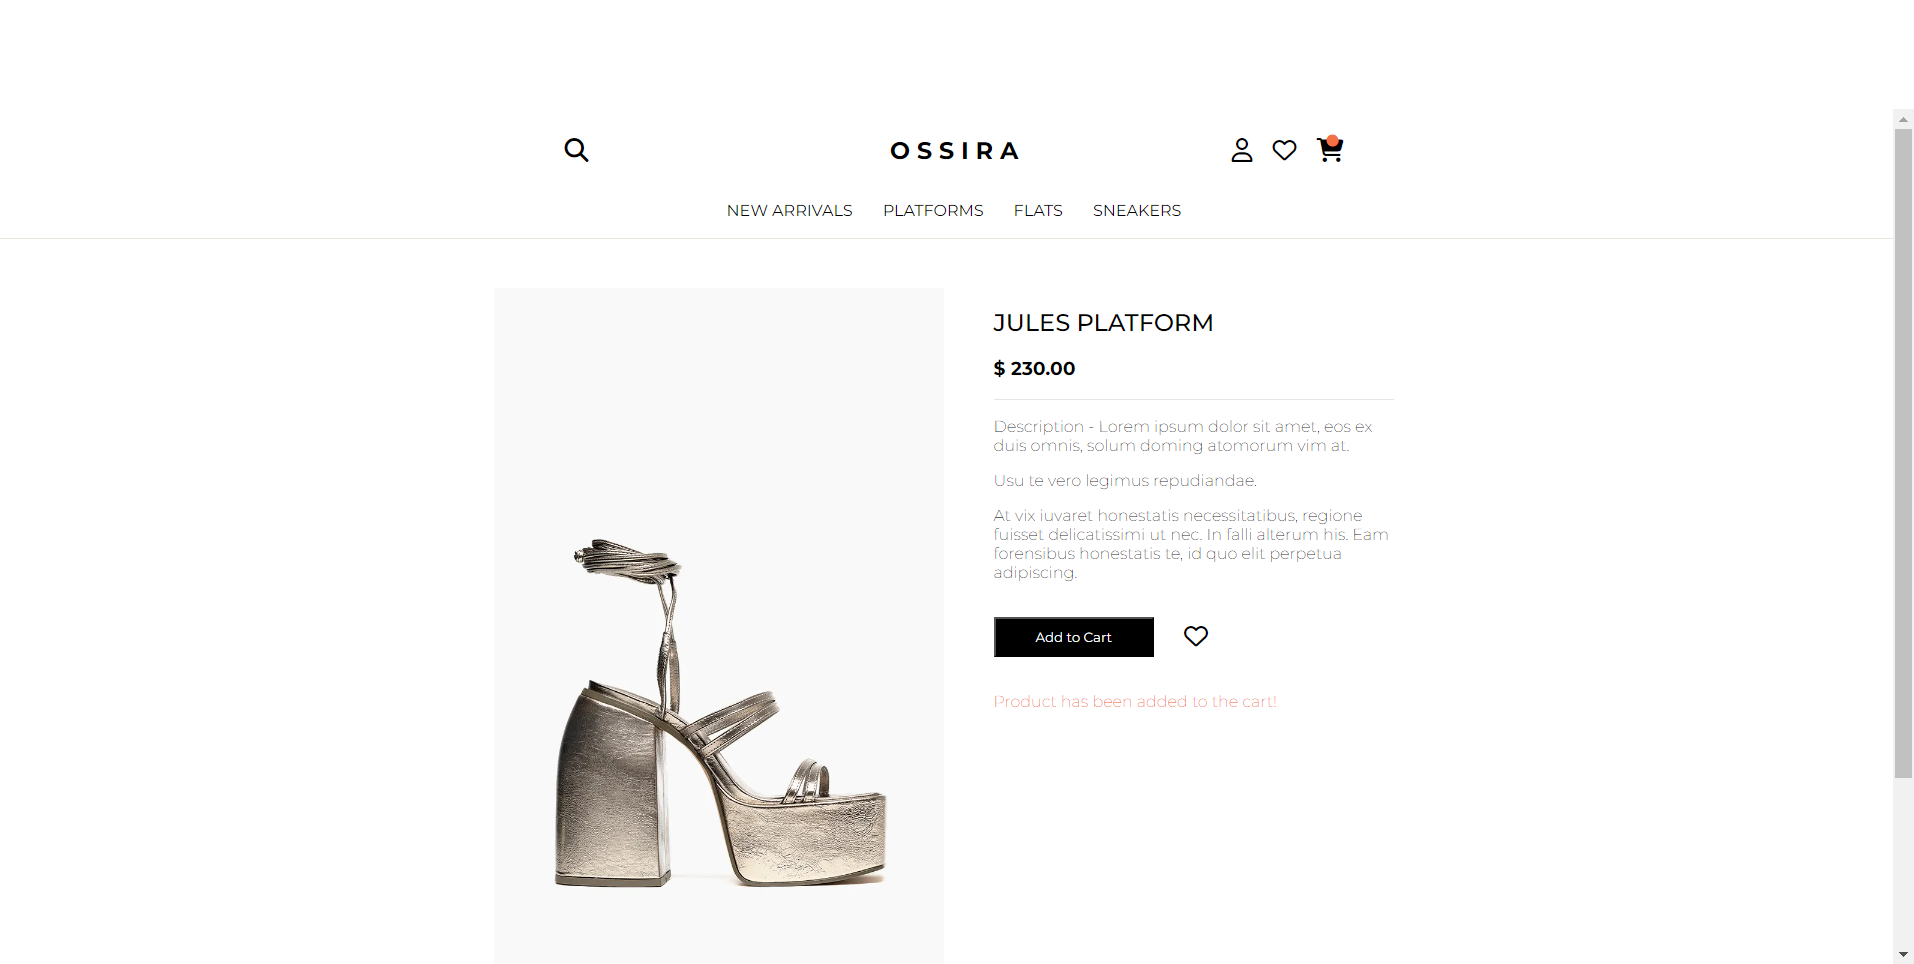 OSSIRA
NEW ARRIVALS PLATFORMS FLATS SNEAKERS
JULES PLATFORM
$ 230.00
Description - Lorem ipsum dolor sit amet, eos ex
duis omnis, solum doming atomorum vim at.
Usu te vero legimus repudiandae.
At vix iuvaret honestatis necessitatibus, regione
fuisset delicatissimi ut nec. In falli alterum his. Eam
forensibus honestatis te, id quo elit perpetua
adipiscing.
Add to Cart
Product has been added to the cart!